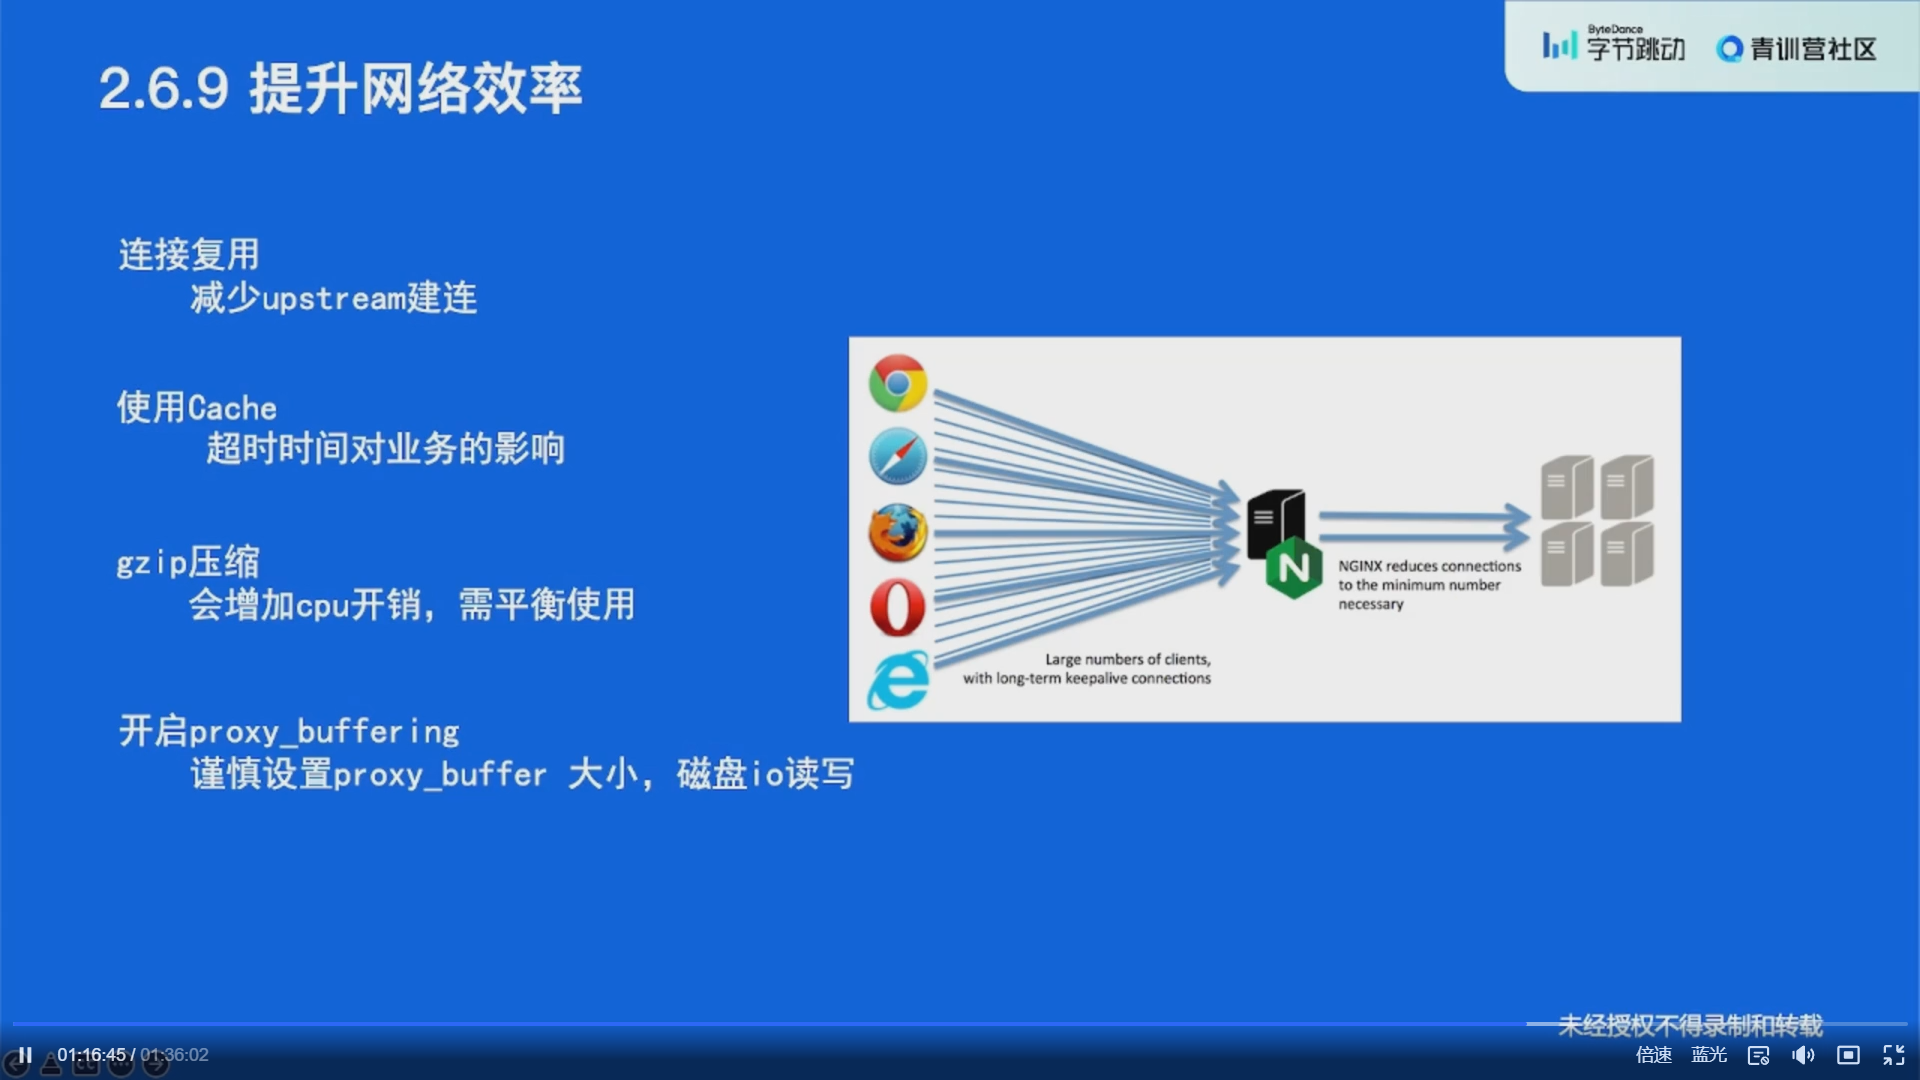 ByteDance
字节跳动
青训营社区
2.6.9 提升网络效率
连接复用
减少upstream建连
使用Cache
超时时间对业务的影响
gzip压缩
会增加cpu开销，需平衡使用
开启proxy_buffering
谨慎设置proxy_buffer 大小，磁盘io读写
NGINX reduces connections
to the minimum number
necessary
Large numbers of clients,
with long-term keepalive connections
未经授权不得录制和转载
01:16:45 / 01:36:02
倍速
蓝光